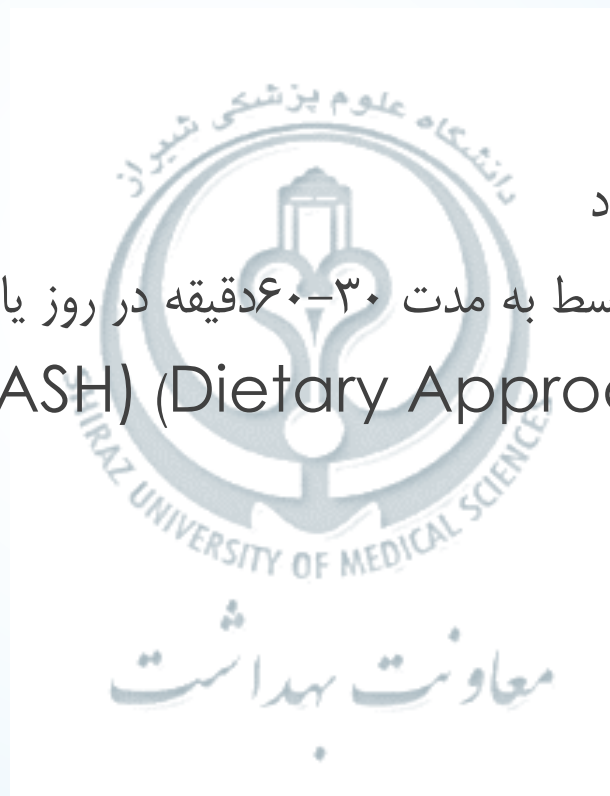 دانشگاه علوم پزشکی شیراز
د
سط به مدت ۳۰-۶۰دقیقه در روز یا
ASH) (Dietary Approa
SHIRAZ UNIVERSITY OF MEDICAL SCIENCES
معاونت بهداشت